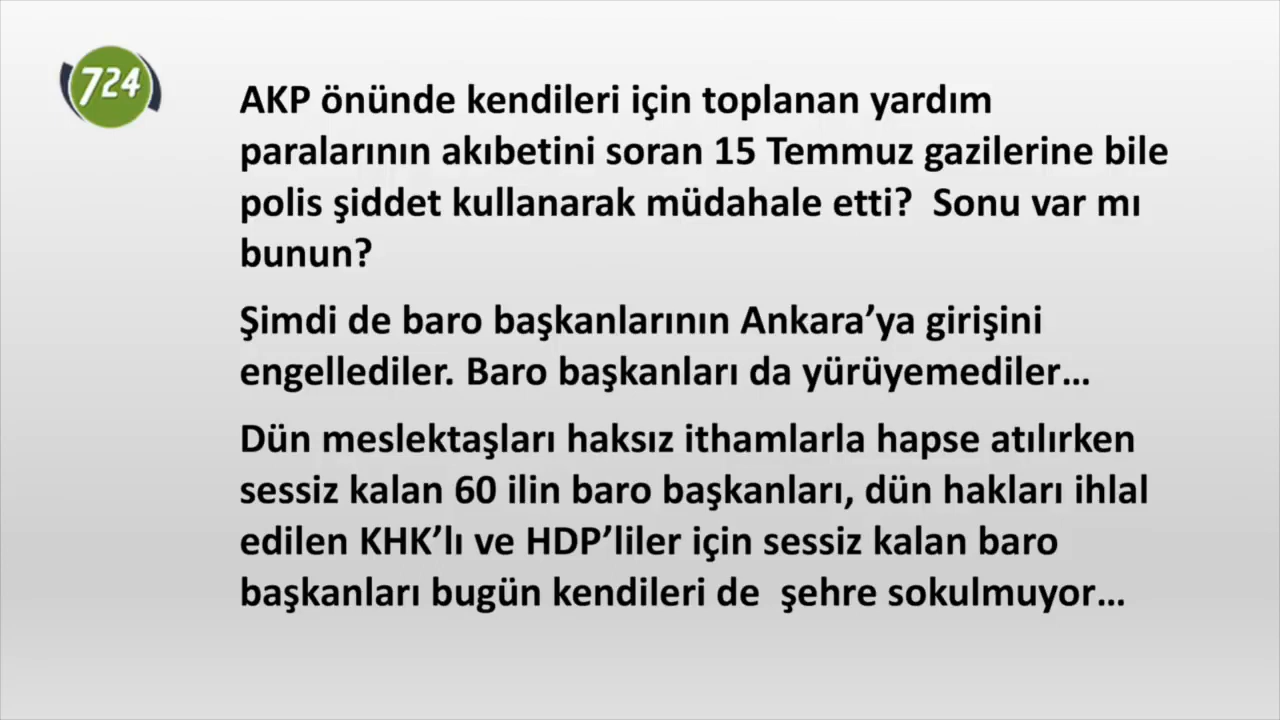 724
AKP önünde kendileri için toplanan yardım
paralarının akıbetini soran 15 Temmuz gazilerine bile
polis şiddet kullanarak müdahale etti?  Sonu var mı
bunun?
Şimdi de baro başkanlarının Ankara’ya girişini
engellediler. Baro başkanları da yürüyemediler…
Dün meslektaşları haksız ithamlarla hapse atılırken
sessiz kalan 60 ilin baro başkanları, dün hakları ihlal
edilen KHK’lı ve HDP’liler için sessiz kalan baro
başkanları bugün kendileri de  şehre sokulmuyor…